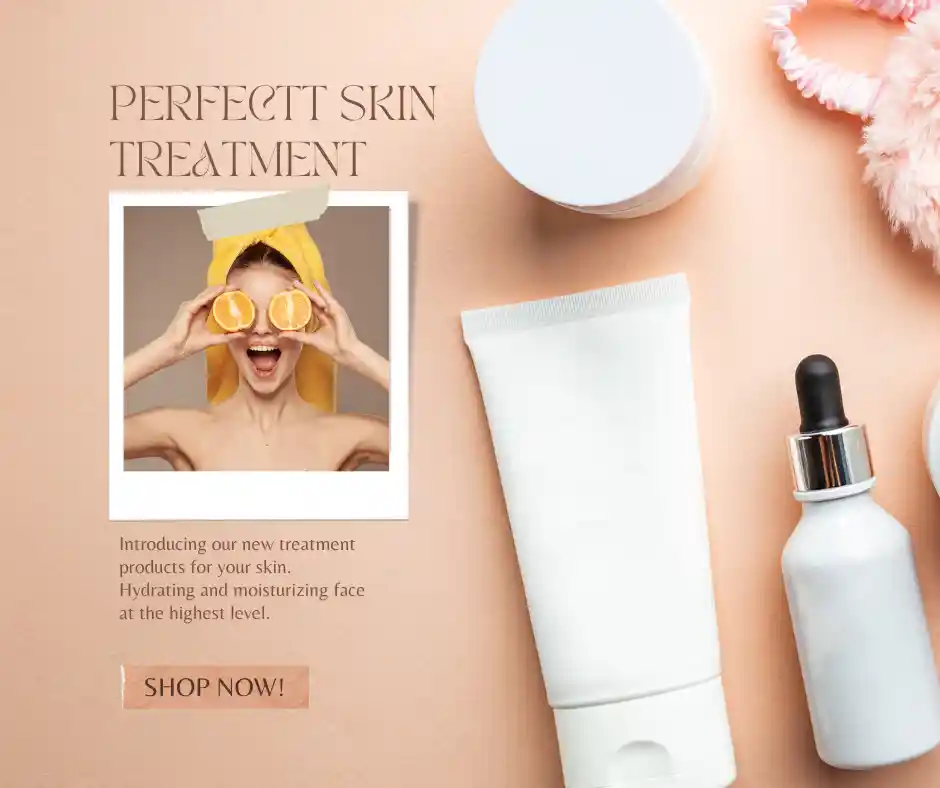 PERFECTT SKIN
TREATMENT
Introducing our new treatment
products for your skin.
Hydrating and moisturizing face
at the highest level.
SHOP NOW!